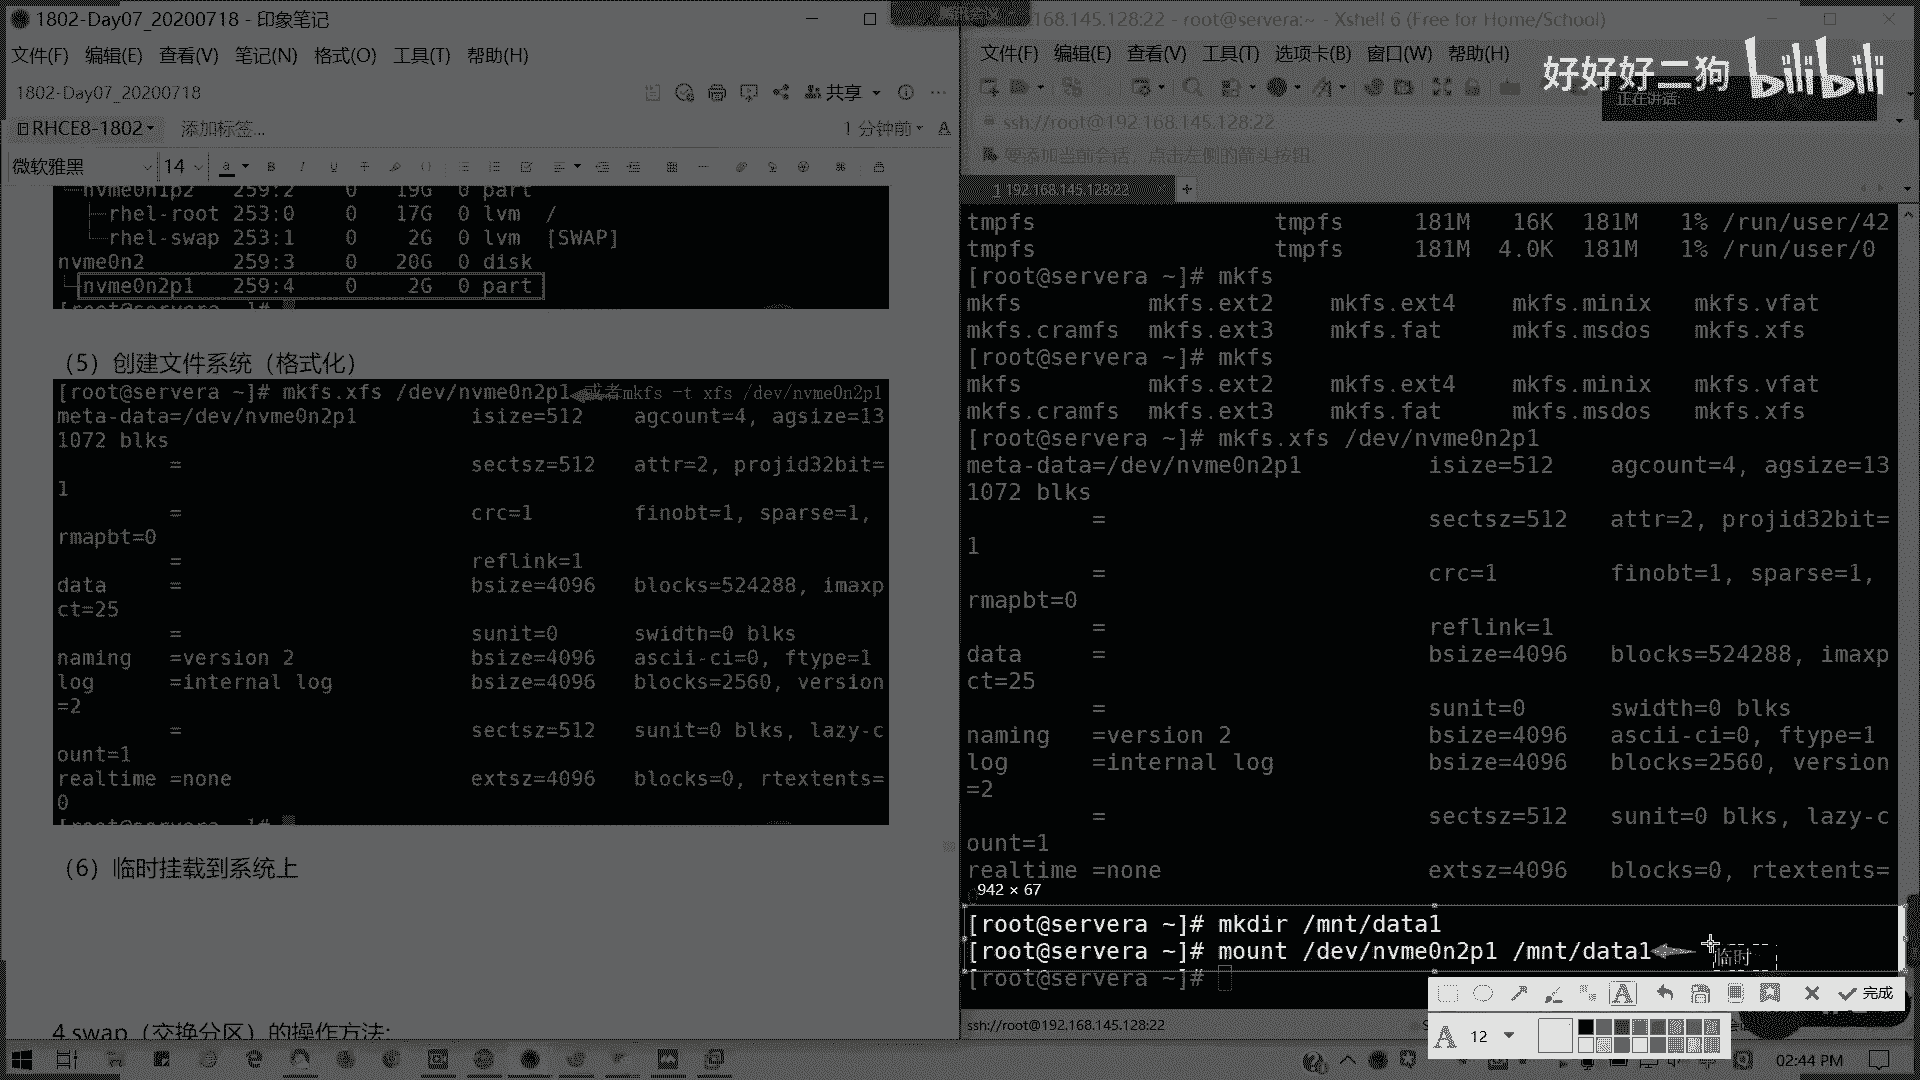 1802-Day07_20200718 - 印象笔记
文件(F) 编辑(E) 查看(V) 笔记(N) 格式(O) 工具(T) 帮助(H)
1802-Day07_20200718
共享
RHCE8-1802 添加标签...
1 分钟前
微软雅黑 14
nvme0n1p2 259:2 0 19G 0 part
rhel-root 253:0 0 17G 0 lvm /
rhel-swap 253:1 0 2G 0 lvm [SWAP]
nvme0n2 259:3 0 20G 0 disk
nvme0n2p1 259:4 0 2G 0 part
[root@servera ~]#
（5）创建文件系统（格式化）
[root@servera ~]# mkfs.xfs /dev/nvme0n2p1 或者mkfs -t xfs /dev/nvme0n2p1
meta-data=/dev/nvme0n2p1 isize=512 agcount=4, agsize=13
1072 blks
= sectsz=512 attr=2, projid32bit=
1
= crc=1 finobt=1, sparse=1,
rmapbt=0
= reflink=1
data = bsize=4096 blocks=524288, imaxp
ct=25
= sunit=0 swidth=0 blks
naming =version 2 bsize=4096 ascii-ci=0, ftype=1
log =internal log bsize=4096 blocks=2560, version
=2
= sectsz=512 sunit=0 blks, lazy-c
ount=1
realtime =none extsz=4096 blocks=0, rtextents=
0
[root@servera ~]#
（6）临时挂载到系统上
4.swap（交换分区）的操作方法:
168.145.128:22 - root@servera:~ - Xshell 6 (Free for Home/School)
文件(F) 编辑(E) 查看(V) 工具(T) 选项卡(B) 窗口(W) 帮助(H)
好好好二狗 bilibili
正在讲话:
ssh://root@192.168.145.128:22
要添加当前会话，点击左侧的箭头按钮。
1 192.168.145.128:22
tmpfs tmpfs 181M 16K 181M 1% /run/user/42
tmpfs tmpfs 181M 4.0K 181M 1% /run/user/0
[root@servera ~]# mkfs
mkfs mkfs.ext2 mkfs.ext4 mkfs.minix mkfs.vfat
mkfs.cramfs mkfs.ext3 mkfs.fat mkfs.msdos mkfs.xfs
[root@servera ~]# mkfs
mkfs mkfs.ext2 mkfs.ext4 mkfs.minix mkfs.vfat
mkfs.cramfs mkfs.ext3 mkfs.fat mkfs.msdos mkfs.xfs
[root@servera ~]# mkfs.xfs /dev/nvme0n2p1
meta-data=/dev/nvme0n2p1 isize=512 agcount=4, agsize=13
1072 blks
= sectsz=512 attr=2, projid32bit=
1
= crc=1 finobt=1, sparse=1,
rmapbt=0
= reflink=1
data = bsize=4096 blocks=524288, imaxp
ct=25
= sunit=0 swidth=0 blks
naming =version 2 bsize=4096 ascii-ci=0, ftype=1
log =internal log bsize=4096 blocks=2560, version
=2
= sectsz=512 sunit=0 blks, lazy-c
ount=1
realtime =none extsz=4096 blocks=0, rtextents=
942 × 67
[root@servera ~]# mkdir /mnt/data1
[root@servera ~]# mount /dev/nvme0n2p1 /mnt/data1 临时
[root@servera ~]#
完成
ssh://root@192.168.145.128:22
12
02:44 PM